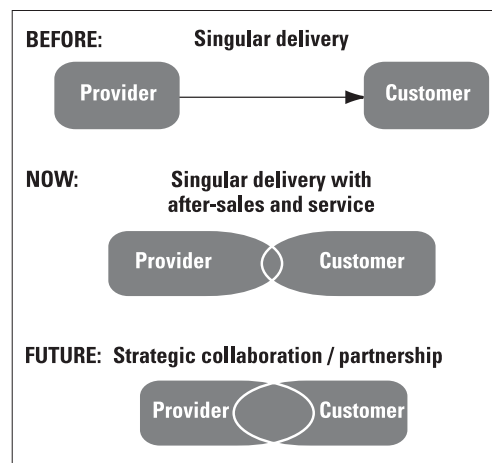 BEFORE: Singular delivery
Provider Customer
NOW: Singular delivery with
after-sales and service
Provider Customer
FUTURE: Strategic collaboration / partnership
Provider Customer